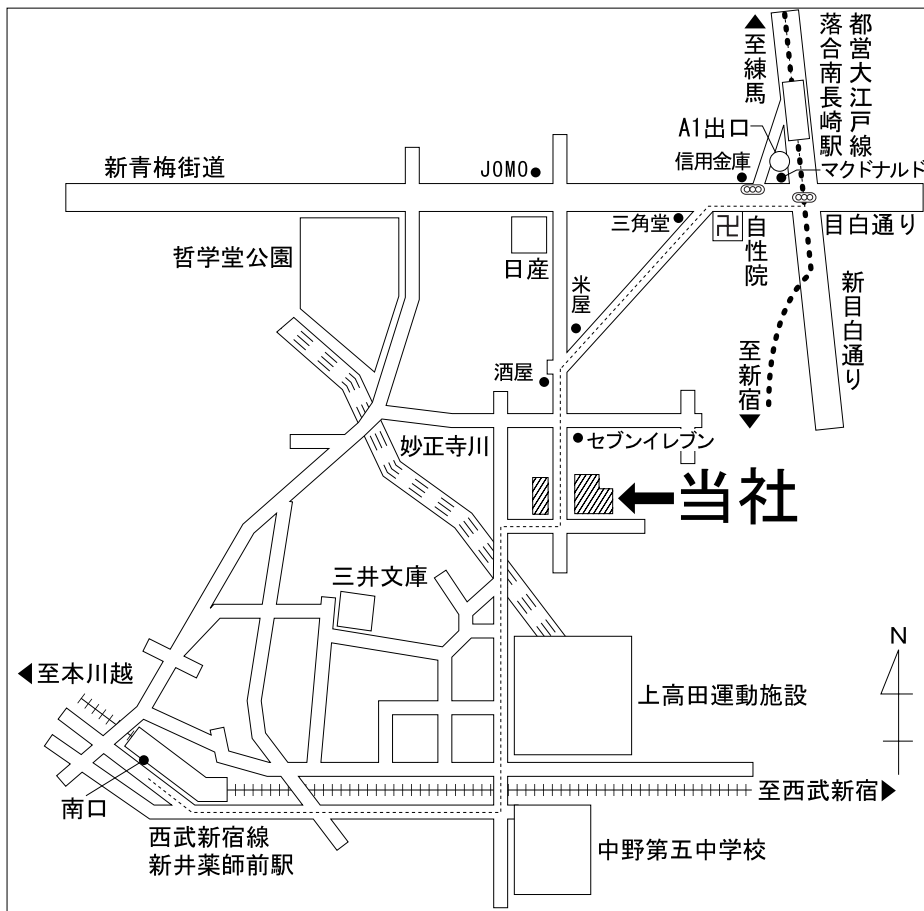 都営大江戸線
落合南長崎駅
▲至練馬
A1出口
信用金庫
マクドナルド
新青梅街道
JOMO
三角堂
卍
自性院
目白通り
哲学堂公園
日産
米屋
新目白通り
至新宿▼
酒屋
妙正寺川
セブンイレブン
当社
三井文庫
N
◀至本川越
上高田運動施設
南口
至西武新宿▶
西武新宿線
新井薬師前駅
中野第五中学校